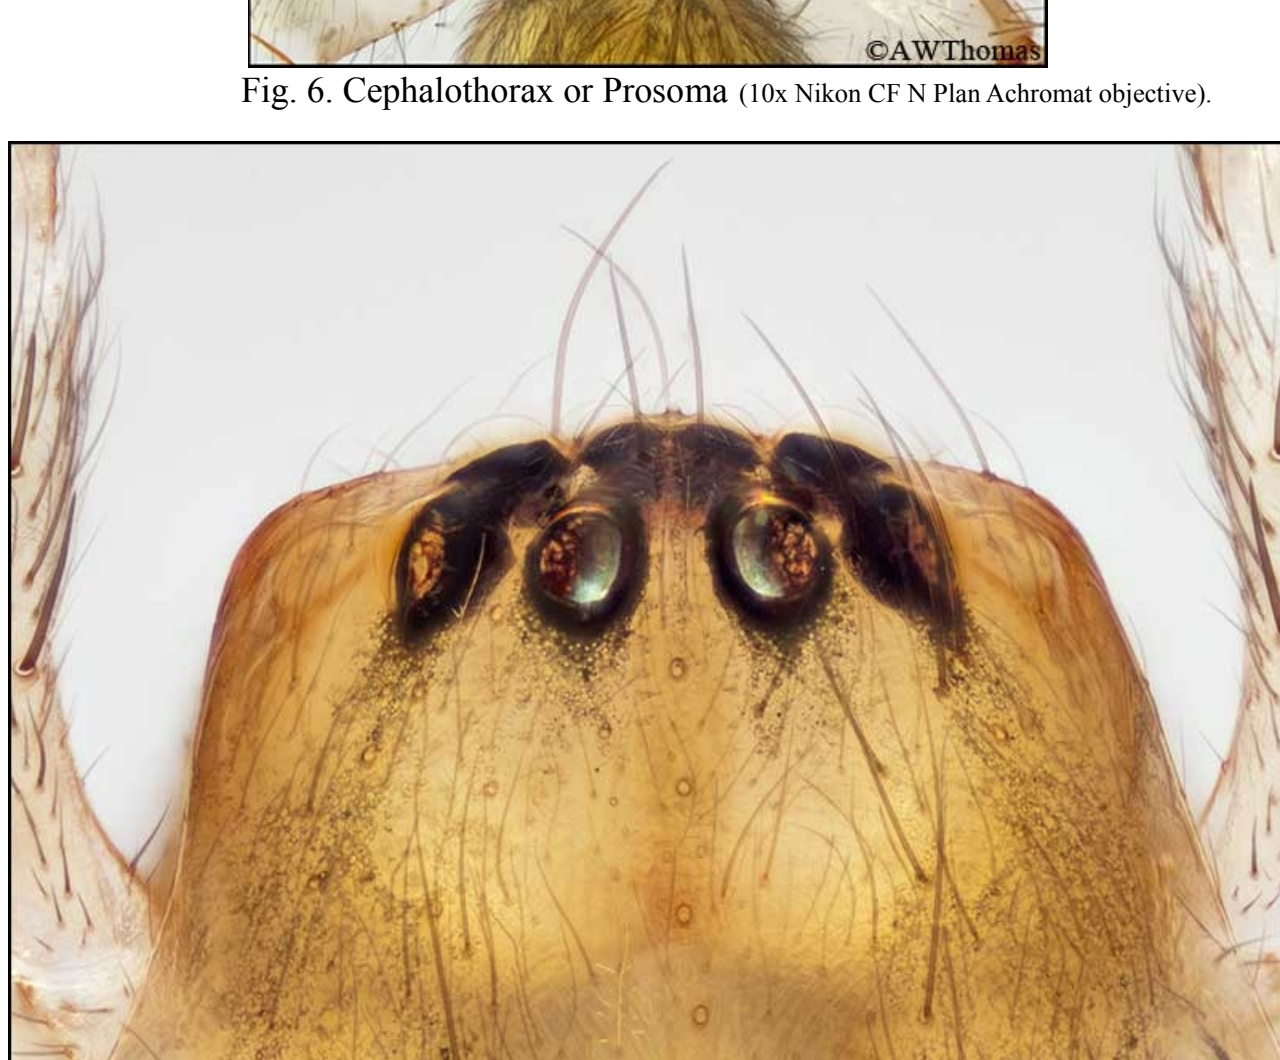 ©AWThomas
Fig. 6. Cephalothorax or Prosoma (10x Nikon CF N Plan Achromat objective).